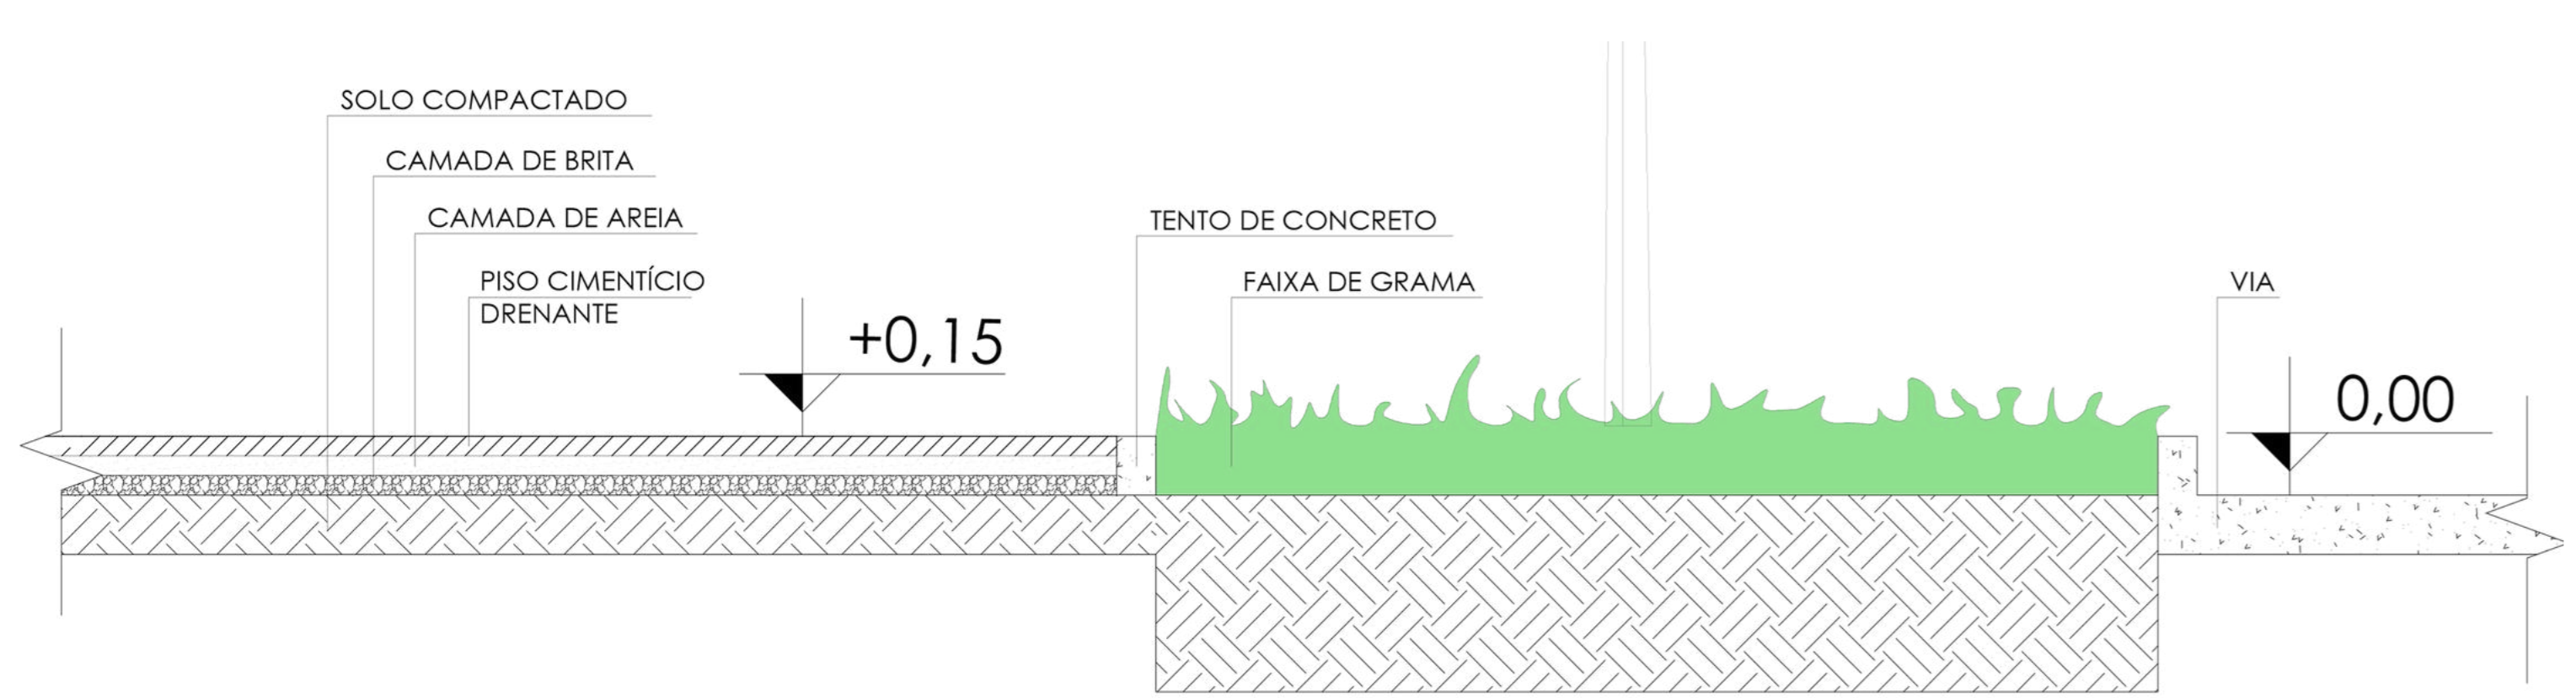 SOLO COMPACTADO
CAMADA DE BRITA
CAMADA DE AREIA
PISO CIMENTÍCIO
DRENANTE
+0,15
TENTO DE CONCRETO
FAIXA DE GRAMA
VIA
0,00